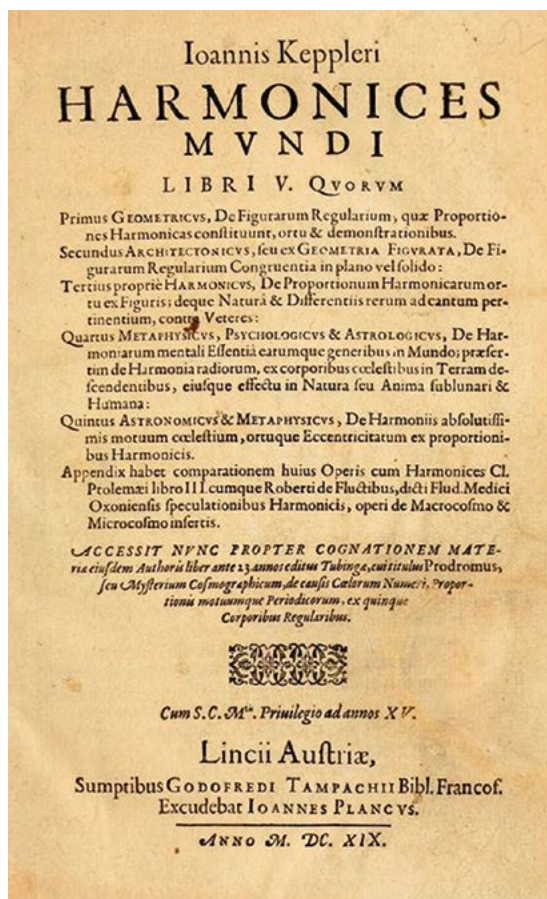 Ioannis Keppleri
HARMONICES
MVNDI
LIBRI V. QVORVM
Primus GEOMETRICVS, De Figurarum Regularium, quæ Proportio-
nes Harmonicas constituunt, ortu & demonstrationibus.
Secundus ARCHITECTONICVS, seu ex GEOMETRIA FIGVRATA, De Fi-
gurarum Regularium Congruentia in plano vel solido:
Tertius propriè HARMONICVS, De Proportionum Harmonicarum or-
tu ex Figuris; deque Naturâ & Differentiis rerum ad cantum per-
tinentium, contra Veteres:
Quartus METAPHYSICVS, PSYCHOLOGICVS & ASTROLOGICVS, De Har-
moniarum mentali Essentiâ earumque generibus in Mundo; præser-
tim de Harmonia radiorum, ex corporibus cœlestibus in Terram de-
scendentibus, eiusque effectu in Natura seu Anima sublunari &
Humana:
Quintus ASTRONOMICVS & METAPHYSICVS, De Harmoniis absolutissi-
mis motuum cœlestium, ortuque Eccentricitatum ex proportioni-
bus Harmonicis.
Appendix habet comparationem huius Operis cum Harmonices Cl.
Ptolemæi libro III. cumque Roberti de Fluctibus, dicti Flud. Medici
Oxoniensis speculationibus Harmonicis, operi de Macrocosmo &
Microcosmo insertis.
ACCESSIT NVNC PROPTER COGNATIONEM MATE-
riæ eiusdem Authoris liber ante 23 annos editus Tubingæ, cui titulus Prodromus,
seu Mysterium Cosmographicum, de causis Cœlorum Numeri, Propor-
tionis motuumque Periodicorum, ex quinque
Corporibus Regularibus.
Cum S. C. Mtis. Priuilegio ad annos XV.
Lincii Austriæ,
Sumptibus GODOFREDI TAMPACHII Bibl. Francof.
Excudebat IOANNES PLANCVS.
ANNO M. DC. XIX.